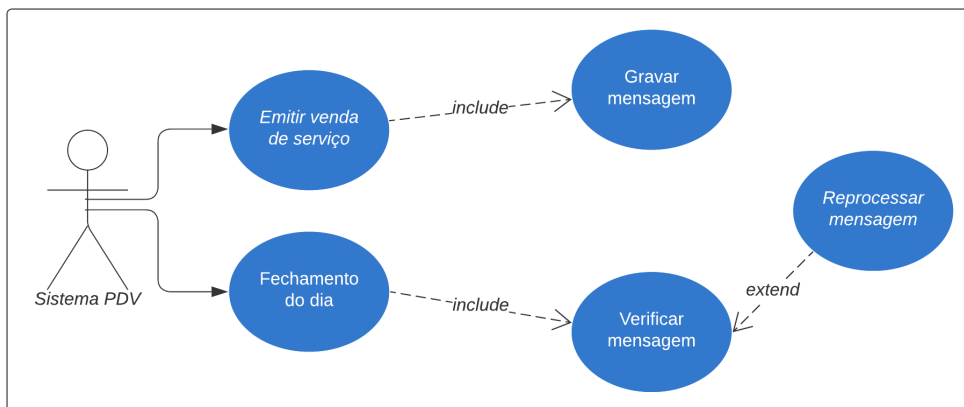 Emitir venda
de serviço
include
Gravar
mensagem
Reprocessar
mensagem
Sistema PDV
Fechamento
do dia
include
Verificar
mensagem
extend